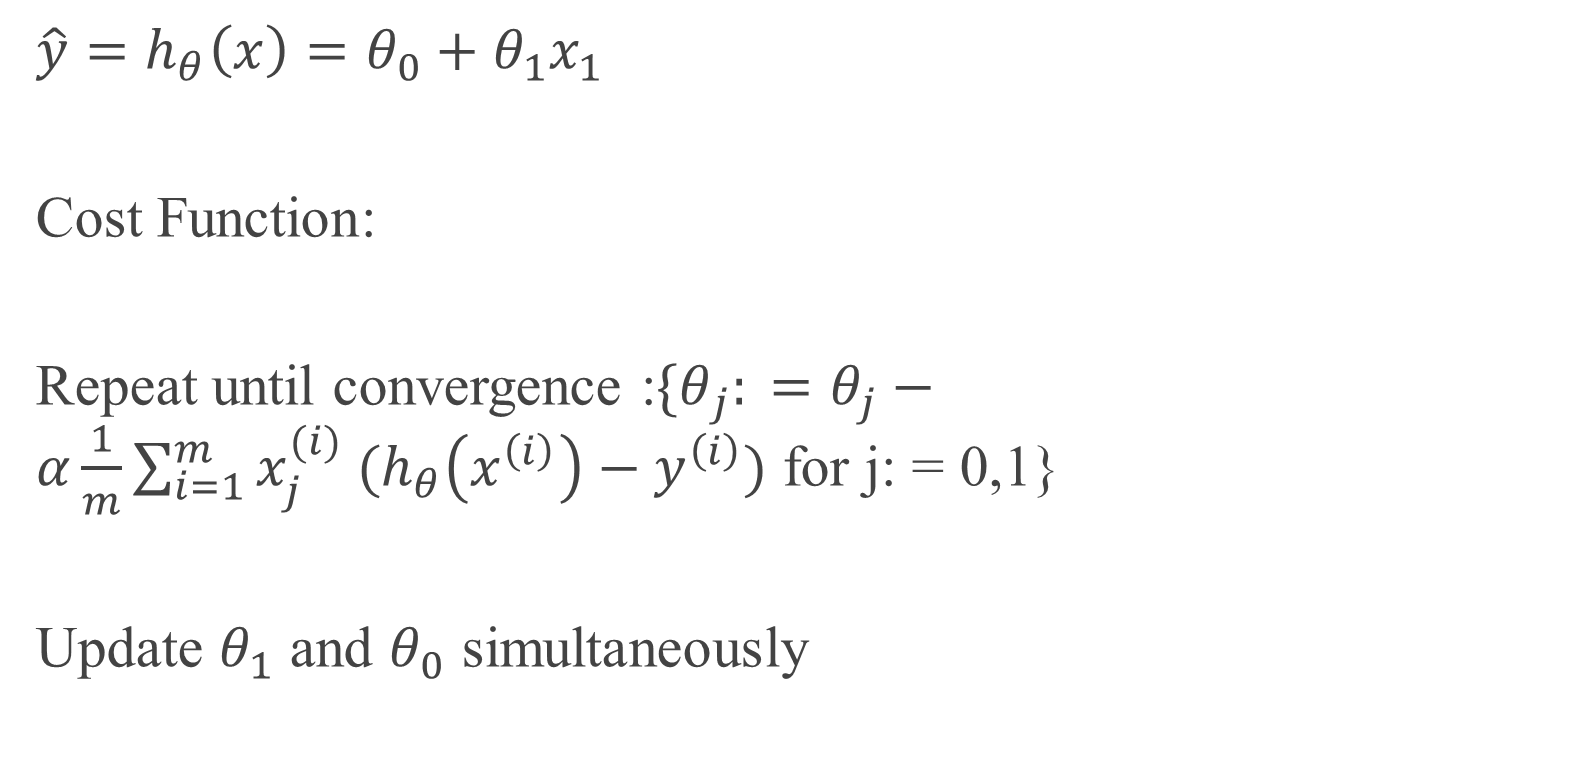 ŷ = h_θ(x) = θ_0 + θ_1x_1
Cost Function:
Repeat until convergence :{θ_j: = θ_j −
α 1/m ∑_{i=1}^m x_j^{(i)} (h_θ(x^{(i)}) − y^{(i)}) for j: = 0,1}
Update θ_1 and θ_0 simultaneously